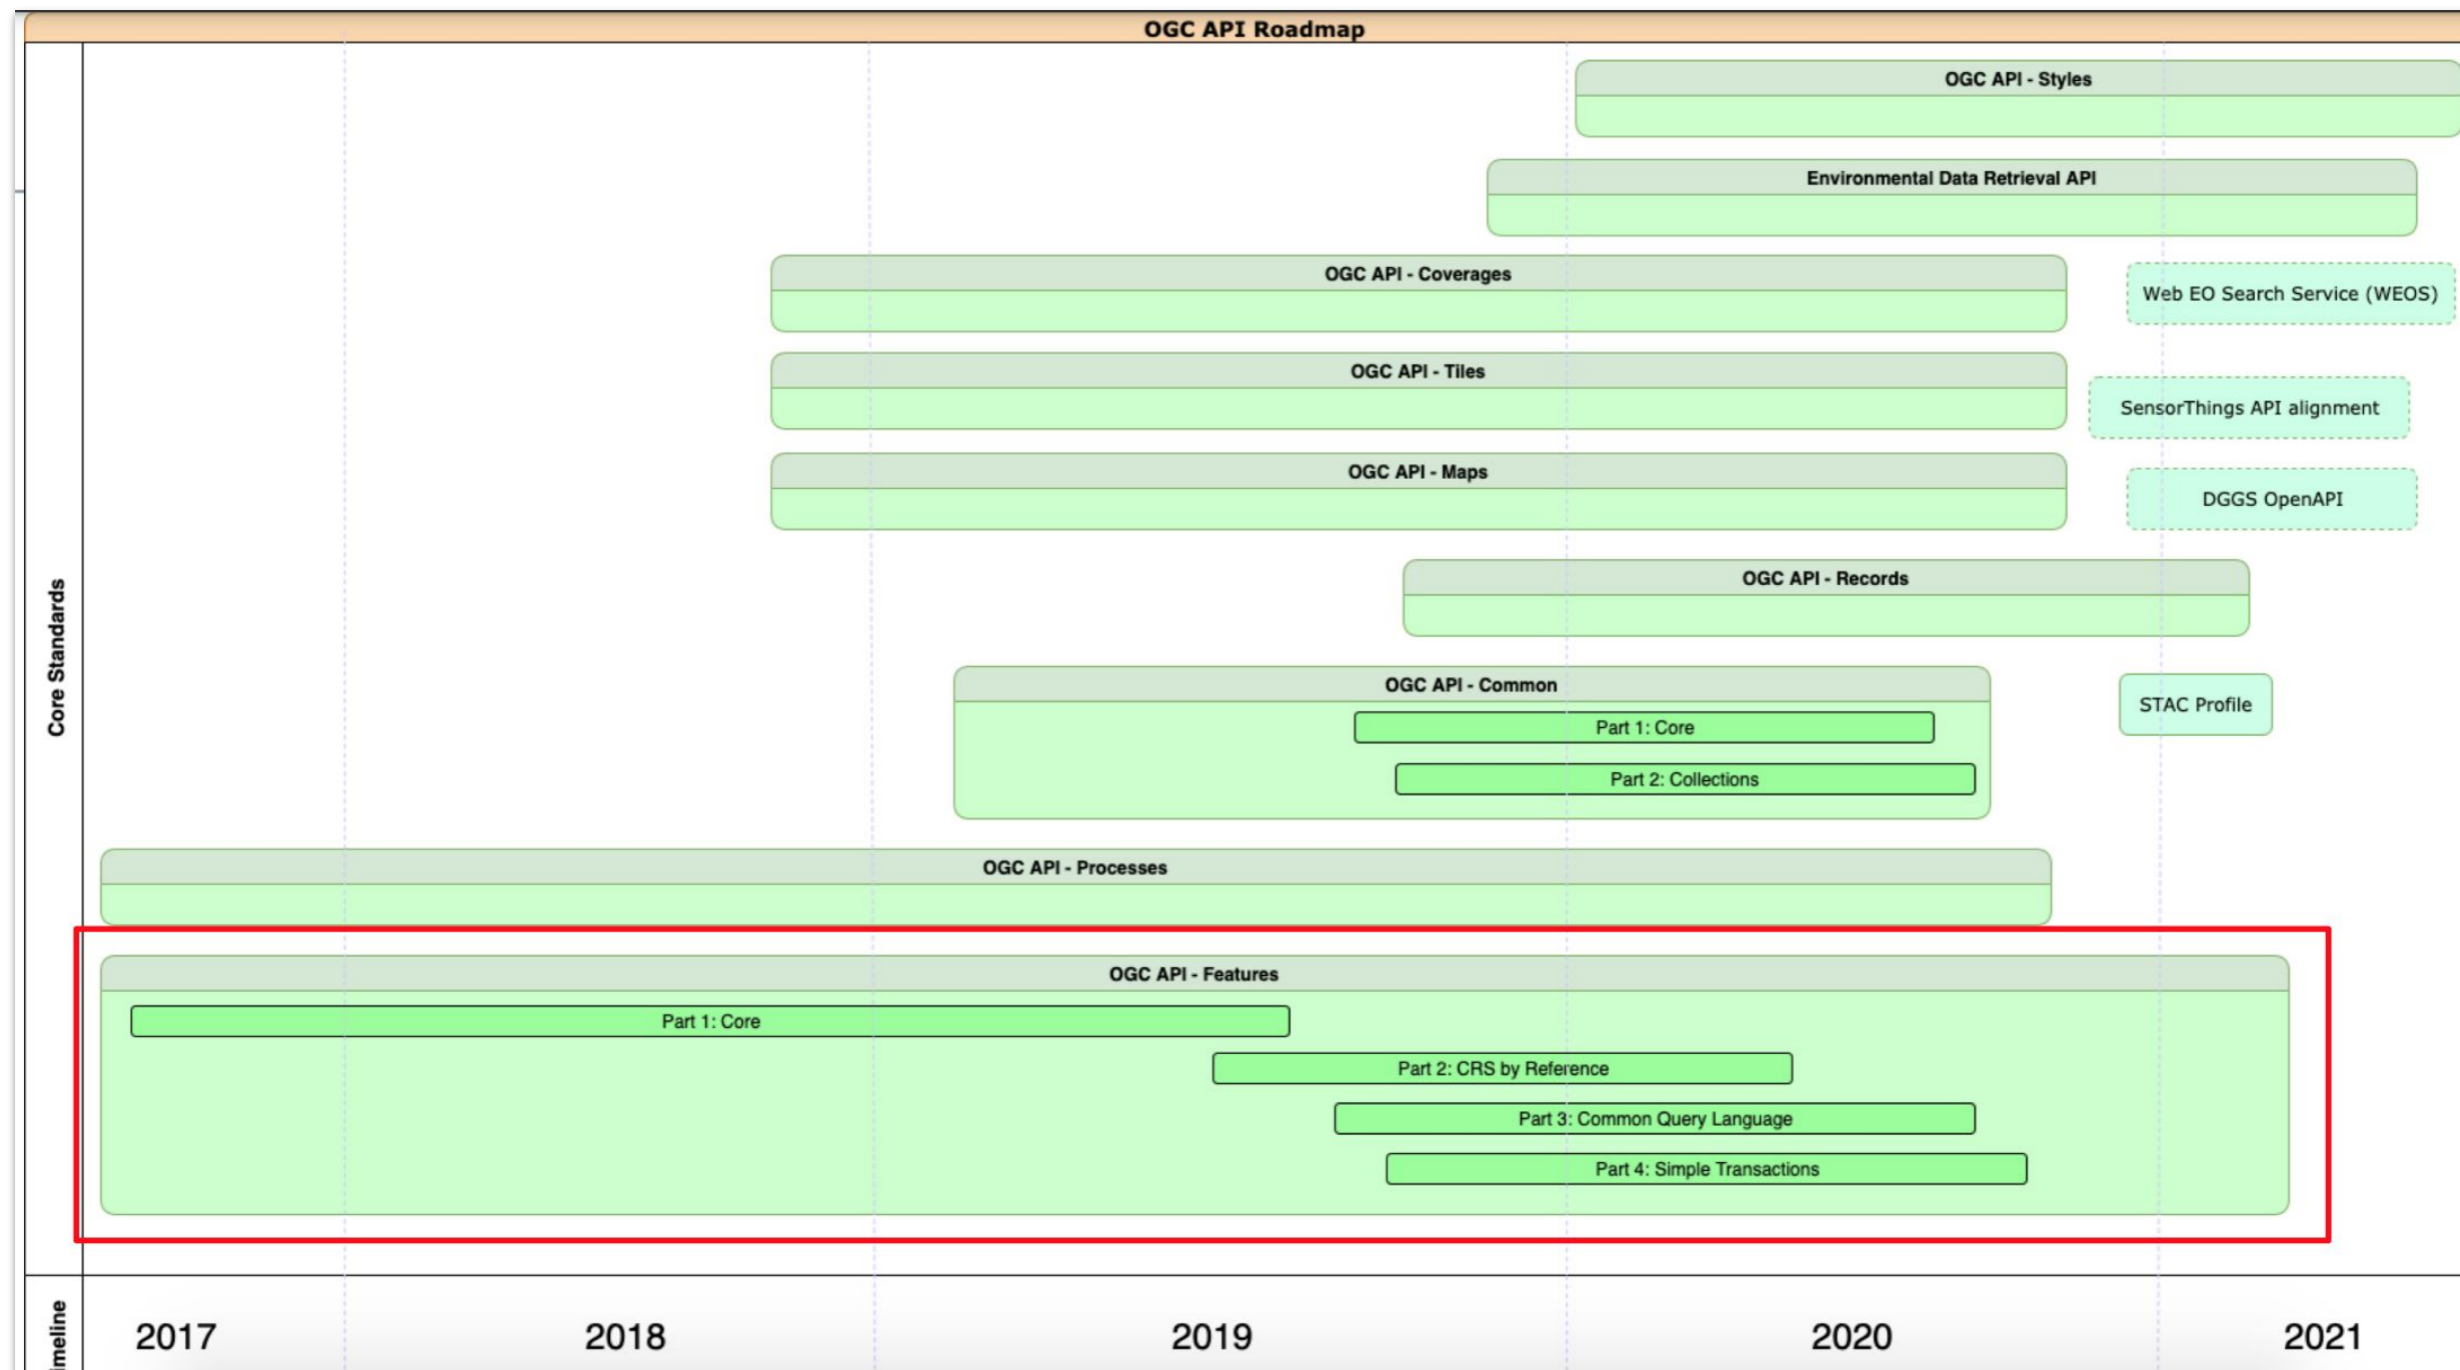 OGC API Roadmap
OGC API - Styles
Environmental Data Retrieval API
OGC API - Coverages
Web EO Search Service (WEOS)
OGC API - Tiles
SensorThings API alignment
OGC API - Maps
DGGS OpenAPI
OGC API - Records
Core Standards
OGC API - Common
Part 1: Core
STAC Profile
Part 2: Collections
OGC API - Processes
OGC API - Features
Part 1: Core
Part 2: CRS by Reference
Part 3: Common Query Language
Part 4: Simple Transactions
imeline
2017 2018 2019 2020 2021